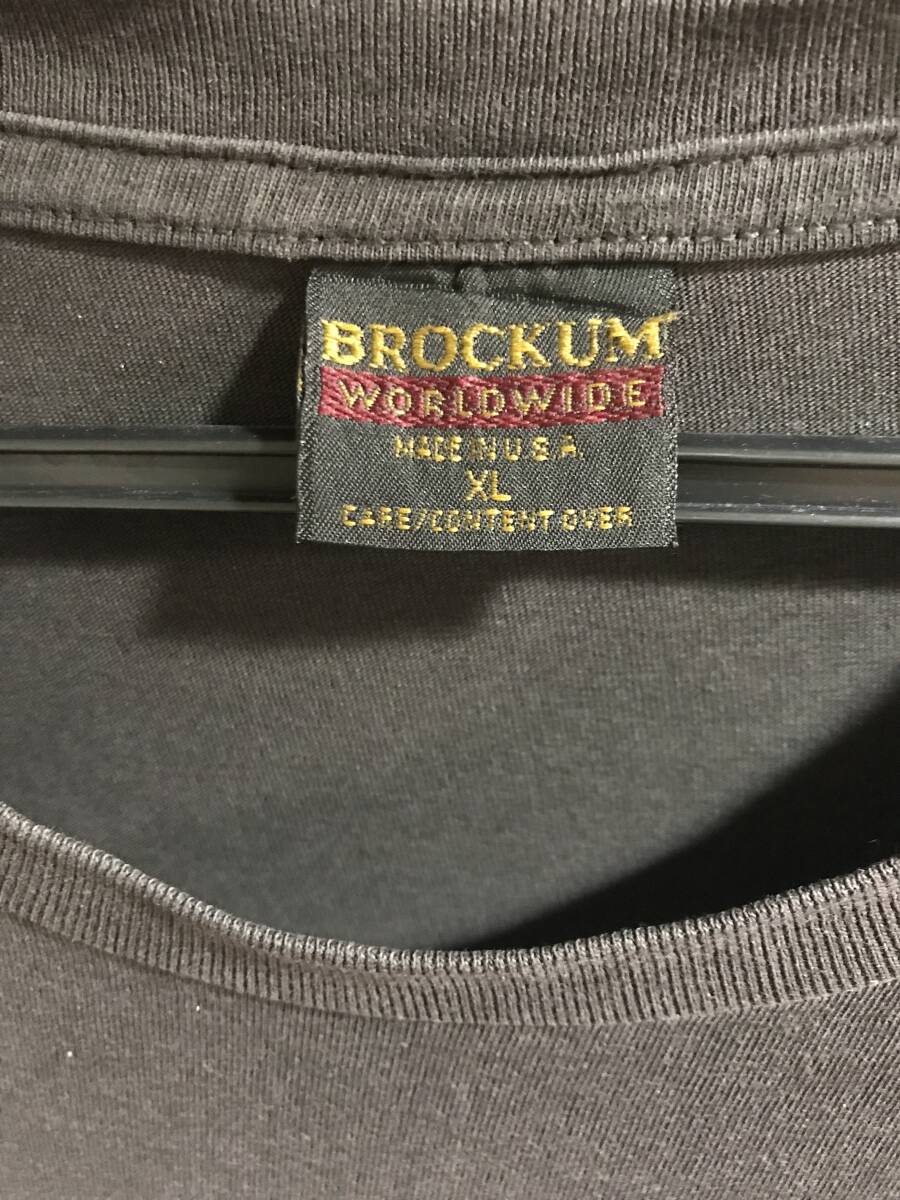 BROCKUM
WORLDWIDE
MADE IN U.S.A.
XL
CARE/CONTENT OVER